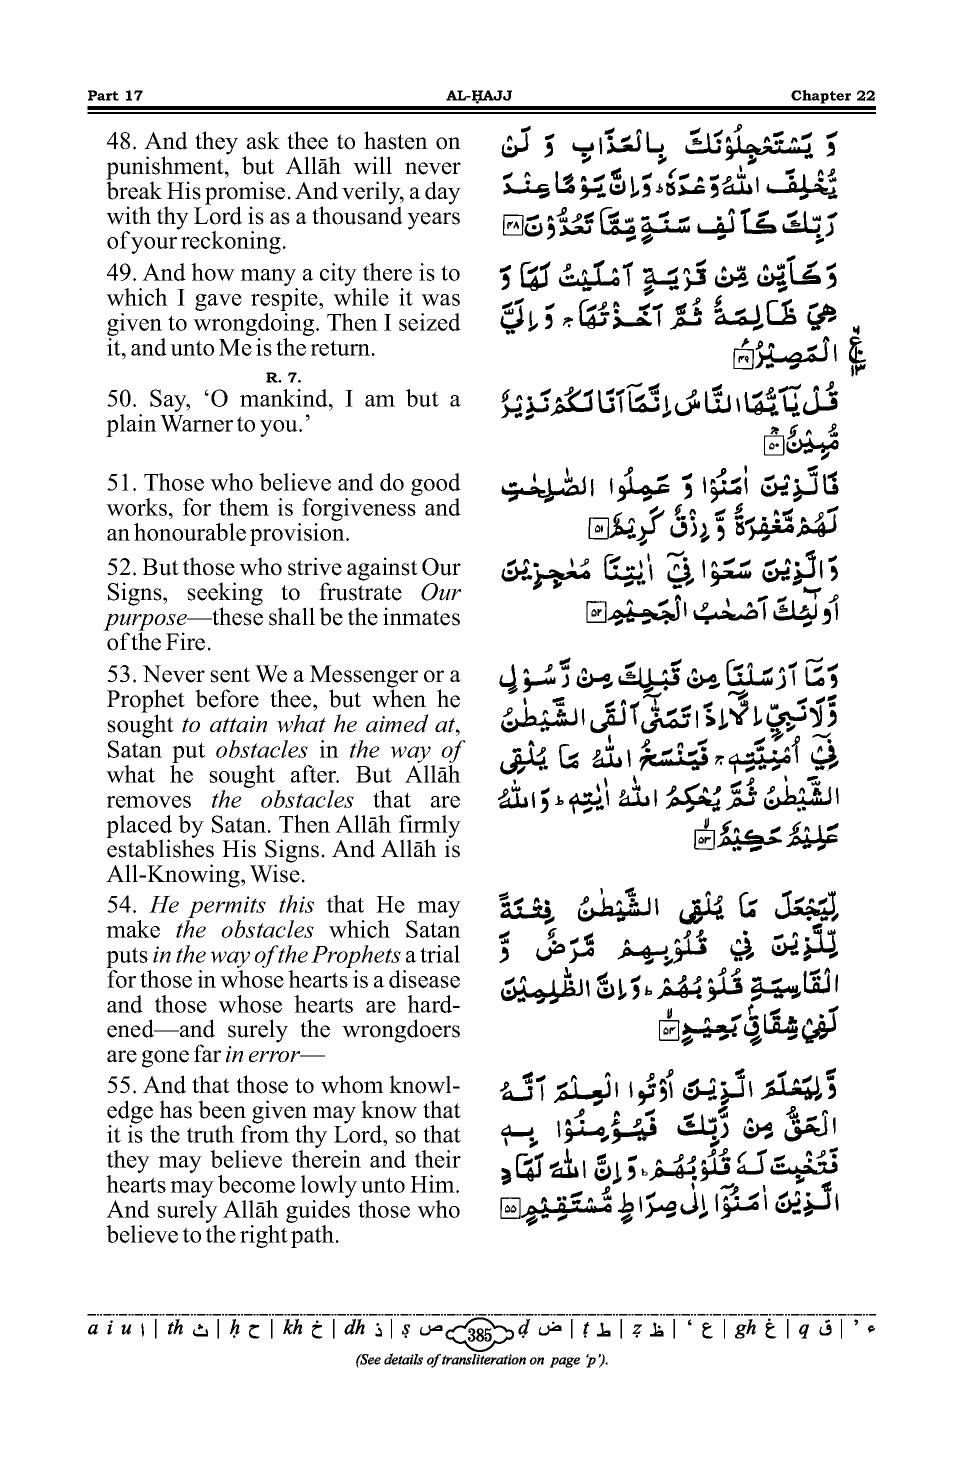 Part 17 AL-ḤAJJ Chapter 22
48. And they ask thee to hasten on
punishment, but Allāh will never
break His promise. And verily, a day
with thy Lord is as a thousand years
of your reckoning.
49. And how many a city there is to
which I gave respite, while it was
given to wrongdoing. Then I seized
it, and unto Me is the return.
R. 7.
50. Say, ‘O mankind, I am but a
plain Warner to you.’
51. Those who believe and do good
works, for them is forgiveness and
an honourable provision.
52. But those who strive against Our
Signs, seeking to frustrate Our
purpose—these shall be the inmates
of the Fire.
53. Never sent We a Messenger or a
Prophet before thee, but when he
sought to attain what he aimed at,
Satan put obstacles in the way of
what he sought after. But Allāh
removes the obstacles that are
placed by Satan. Then Allāh firmly
establishes His Signs. And Allāh is
All-Knowing, Wise.
54. He permits this that He may
make the obstacles which Satan
puts in the way of the Prophets a trial
for those in whose hearts is a disease
and those whose hearts are hard-
ened—and surely the wrongdoers
are gone far in error—
55. And that those to whom knowl-
edge has been given may know that
it is the truth from thy Lord, so that
they may believe therein and their
hearts may become lowly unto Him.
And surely Allāh guides those who
believe to the right path.
وَ يَسْتَعْجِلُوْنَكَ بِالْعَذَابِ وَ لَنْ
يُّخْلِفَ اللّٰهُ وَعْدَهٗ ؕ وَ اِنَّ يَوْمًا عِنْدَ
رَبِّكَ كَاَلْفِ سَنَةٍ مِّمَّا تَعُدُّوْنَ ۴۸
وَ كَاَيِّنْ مِّنْ قَرْيَةٍ اَمْلَيْتُ لَهَا وَ
هِيَ ظَالِمَةٌ ثُمَّ اَخَذْتُهَا ۚ وَ اِلَيَّ
الْمَصِيْرُ ۴۹
قُلْ يٰۤاَيُّهَا النَّاسُ اِنَّمَاۤ اَنَا لَكُمْ نَذِيْرٌ
مُّبِيْنٌ ۵۰
فَالَّذِيْنَ اٰمَنُوْا وَ عَمِلُوا الصّٰلِحٰتِ
لَهُمْ مَّغْفِرَةٌ وَّ رِزْقٌ كَرِيْمٌ ۵۱
وَ الَّذِيْنَ سَعَوْا فِيْۤ اٰيٰتِنَا مُعٰجِزِيْنَ
اُولٰٓئِكَ اَصْحٰبُ الْجَحِيْمِ ۵۲
وَ مَاۤ اَرْسَلْنَا مِنْ قَبْلِكَ مِنْ رَّسُوْلٍ
وَّ لَا نَبِيٍّ اِلَّاۤ اِذَا تَمَنّٰۤى اَلْقَى الشَّيْطٰنُ
فِيْۤ اُمْنِيَّتِهٖ ۚ فَيَنْسَخُ اللّٰهُ مَا يُلْقِى
الشَّيْطٰنُ ثُمَّ يُحْكِمُ اللّٰهُ اٰيٰتِهٖ ؕ وَ اللّٰهُ
عَلِيْمٌ حَكِيْمٌ ۵۳
لِّيَجْعَلَ مَا يُلْقِى الشَّيْطٰنُ فِتْنَةً
لِّلَّذِيْنَ فِيْ قُلُوْبِهِمْ مَّرَضٌ وَّ
الْقَاسِيَةِ قُلُوْبُهُمْ ؕ وَ اِنَّ الظّٰلِمِيْنَ
لَفِيْ شِقَاقٍۭ بَعِيْدٍ ۵۴
وَّ لِيَعْلَمَ الَّذِيْنَ اُوْتُوا الْعِلْمَ اَنَّهُ
الْحَقُّ مِنْ رَّبِّكَ فَيُؤْمِنُوْا بِهٖ
فَتُخْبِتَ لَهٗ قُلُوْبُهُمْ ؕ وَ اِنَّ اللّٰهَ لَهَادِ
الَّذِيْنَ اٰمَنُوْۤا اِلٰى صِرَاطٍ مُّسْتَقِيْمٍ ۵۵
a i u ا | th ث | ḥ ح | kh خ | dh ذ | ṣ ص 385 ḍ ض | ṭ ط | ẓ ظ | ‘ ع | gh غ | q ق | ’ ء
(See details of transliteration on page ‘p’).